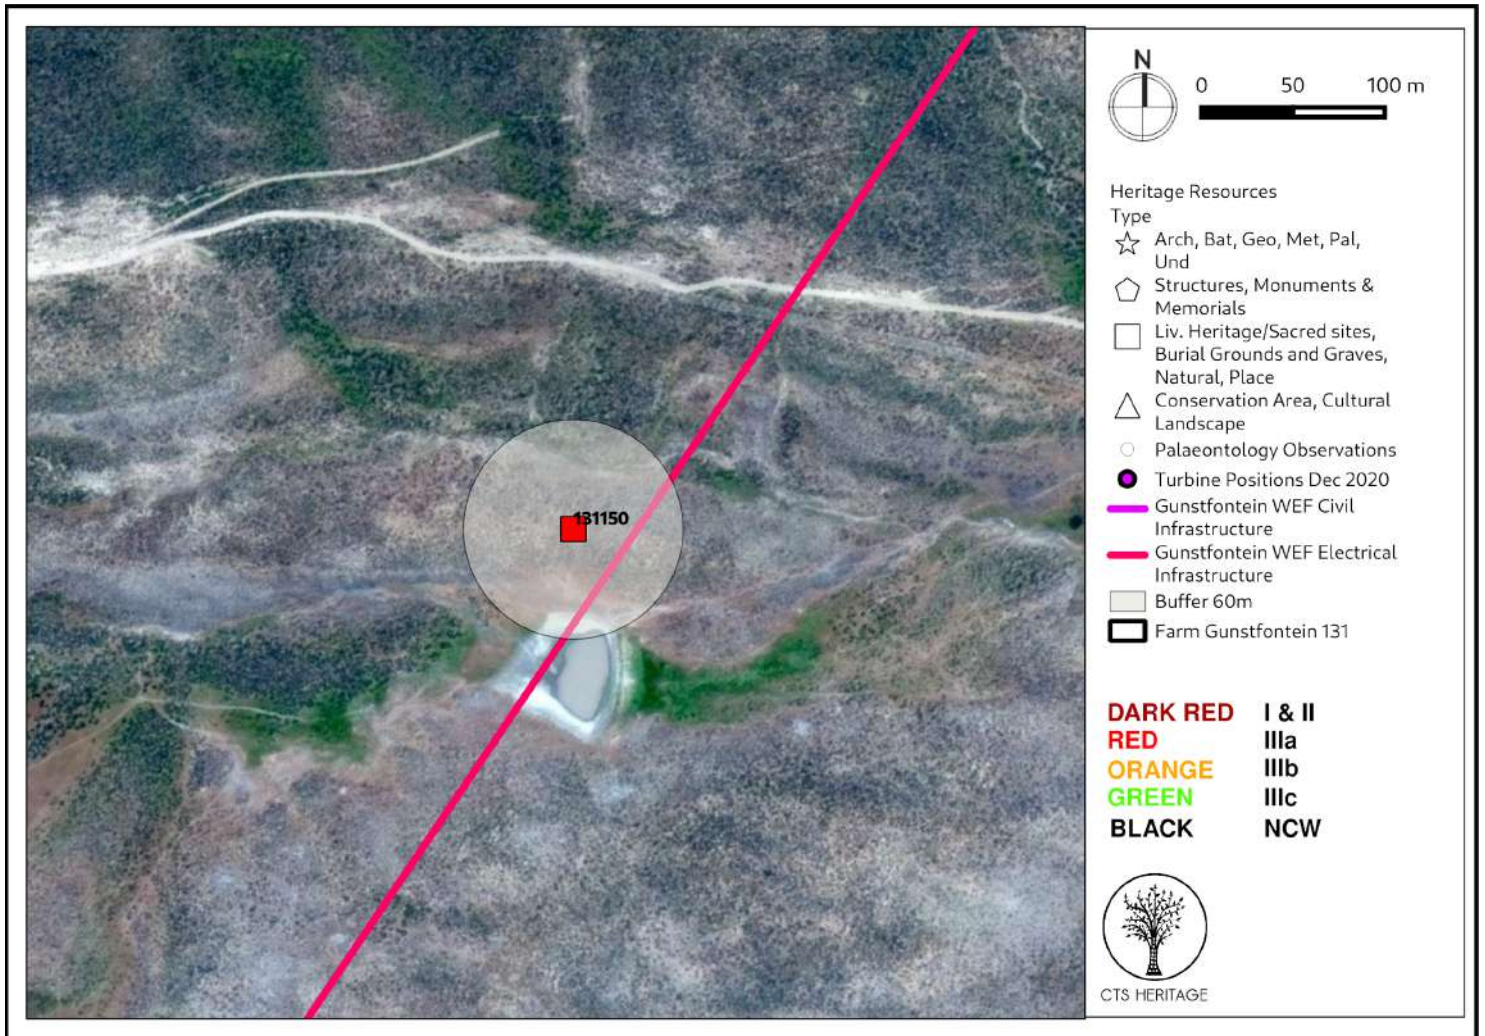 N
0 50 100 m
Heritage Resources
Type
Arch, Bat, Geo, Met, Pal,
Und
Structures, Monuments &
Memorials
Liv. Heritage/Sacred sites,
Burial Grounds and Graves,
Natural, Place
Conservation Area, Cultural
Landscape
Palaeontology Observations
Turbine Positions Dec 2020
Gunstfontein WEF Civil
Infrastructure
Gunstfontein WEF Electrical
Infrastructure
Buffer 60m
Farm Gunstfontein 131
DARK RED I & II
RED IIIa
ORANGE IIIb
GREEN IIIc
BLACK NCW
CTS HERITAGE
131150